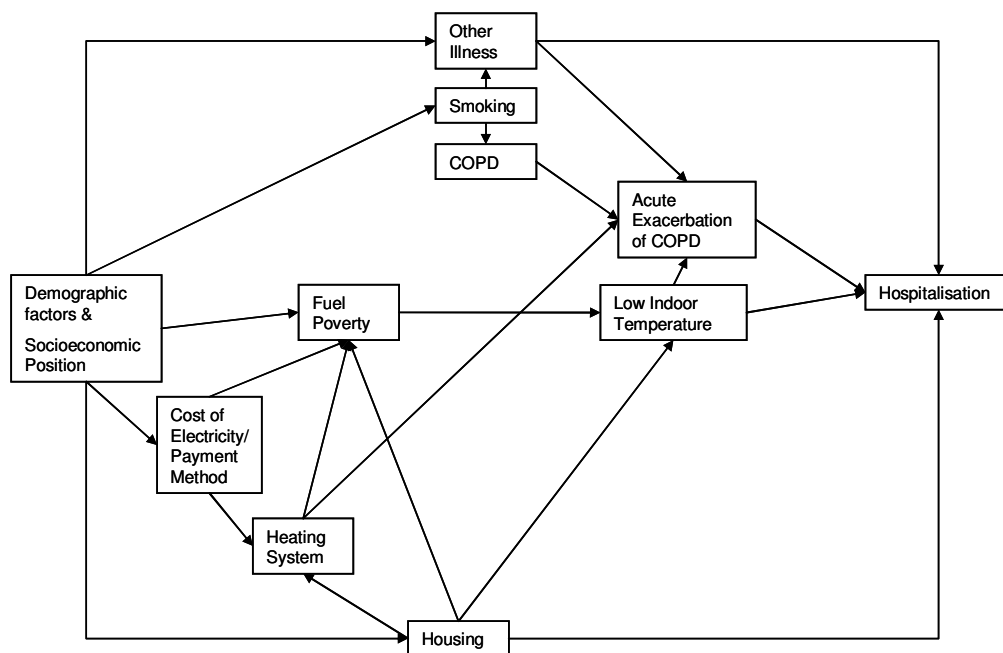 Other
Illness
Smoking
COPD
Acute
Exacerbation
of COPD
Demographic
factors &
Socioeconomic
Position
Fuel
Poverty
Low Indoor
Temperature
Hospitalisation
Cost of
Electricity/
Payment
Method
Heating
System
Housing